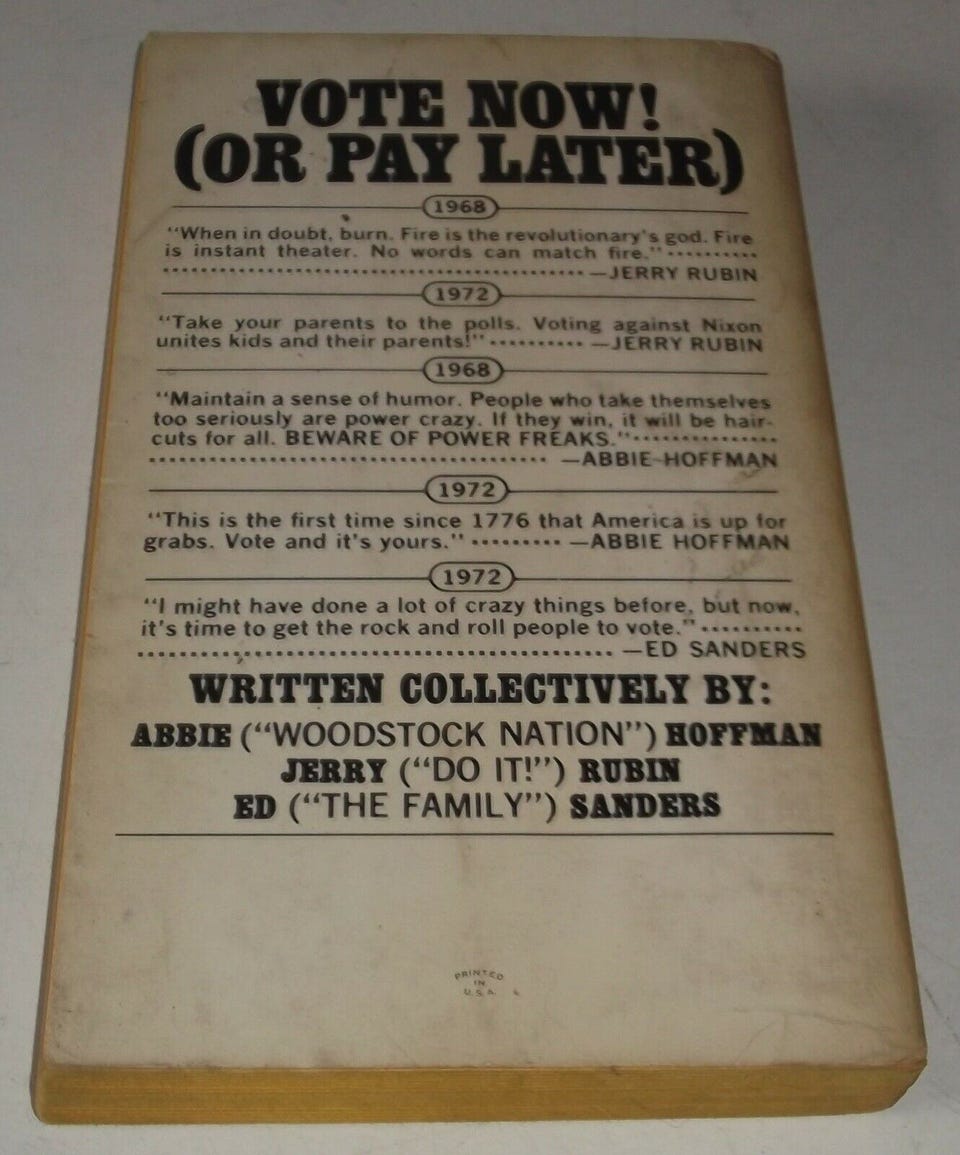 VOTE NOW!
(OR PAY LATER)
1968
"When in doubt, burn. Fire is the revolutionary's god. Fire
is instant theater. No words can match fire." ··········
········································ —JERRY RUBIN
1972
"Take your parents to the polls. Voting against Nixon
unites kids and their parents!" ·········· —JERRY RUBIN
1968
"Maintain a sense of humor. People who take themselves
too seriously are power crazy. If they win, it will be hair-
cuts for all. BEWARE OF POWER FREAKS." ···············
······································ —ABBIE HOFFMAN
1972
"This is the first time since 1776 that America is up for
grabs. Vote and it's yours." ········· —ABBIE HOFFMAN
1972
"I might have done a lot of crazy things before, but now,
it's time to get the rock and roll people to vote." ··········
············································· —ED SANDERS
WRITTEN COLLECTIVELY BY:
ABBIE ("WOODSTOCK NATION") HOFFMAN
JERRY ("DO IT!") RUBIN
ED ("THE FAMILY") SANDERS
PRINTED
IN
U.S.A.